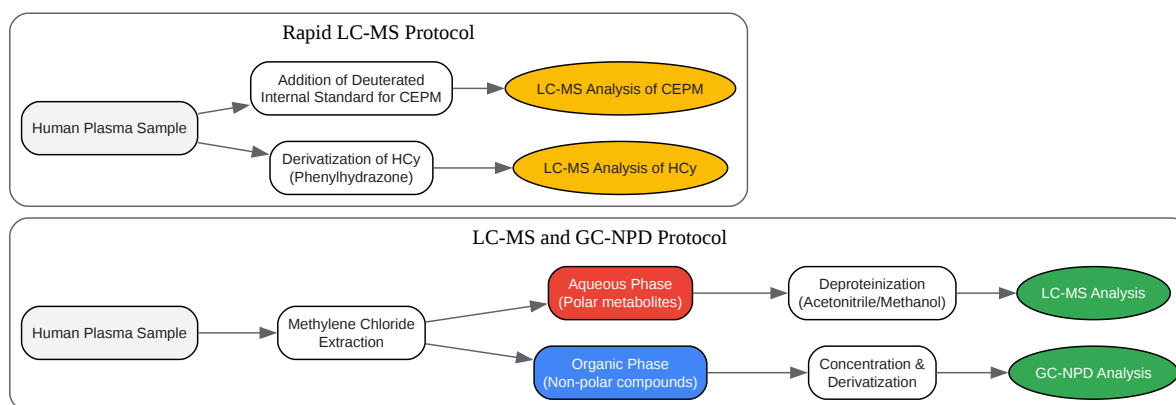 Rapid LC-MS Protocol
Human Plasma Sample
Addition of Deuterated
Internal Standard for CEPM
LC-MS Analysis of CEPM
Derivatization of HCy
(Phenylhydrazone)
LC-MS Analysis of HCy
LC-MS and GC-NPD Protocol
Human Plasma Sample
Methylene Chloride
Extraction
Aqueous Phase
(Polar metabolites)
Deproteinization
(Acetonitrile/Methanol)
LC-MS Analysis
Organic Phase
(Non-polar compounds)
Concentration &
Derivatization
GC-NPD Analysis